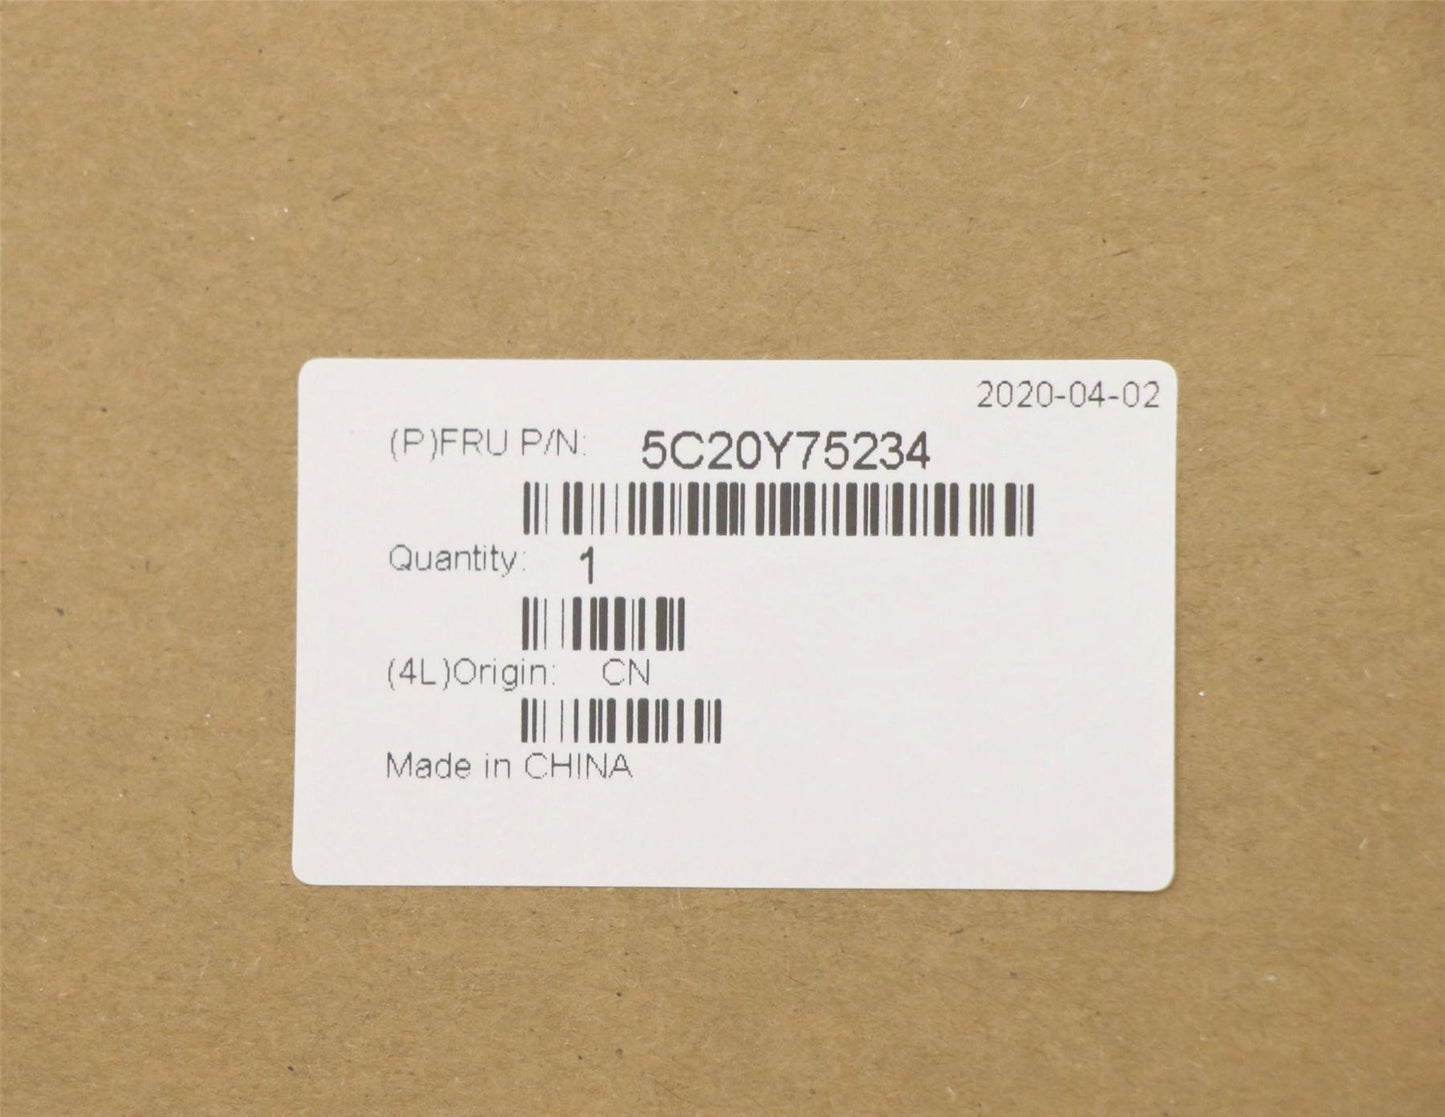 2020-04-02
(P)FRU P/N: 5C20Y75234
Quantity: 1
(4L)Origin: CN
Made in CHINA